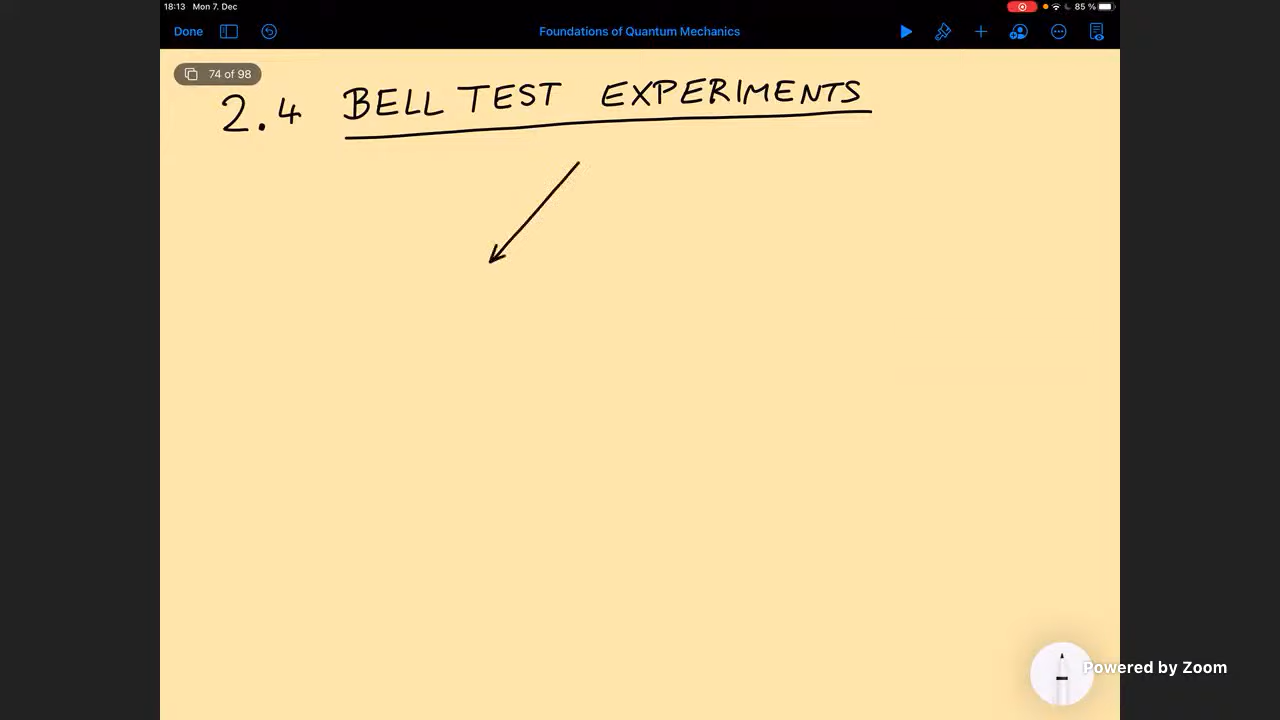 18:13 Mon 7. Dec 85 %
Done Foundations of Quantum Mechanics
74 of 98
2.4 BELL TEST EXPERIMENTS
Powered by Zoom